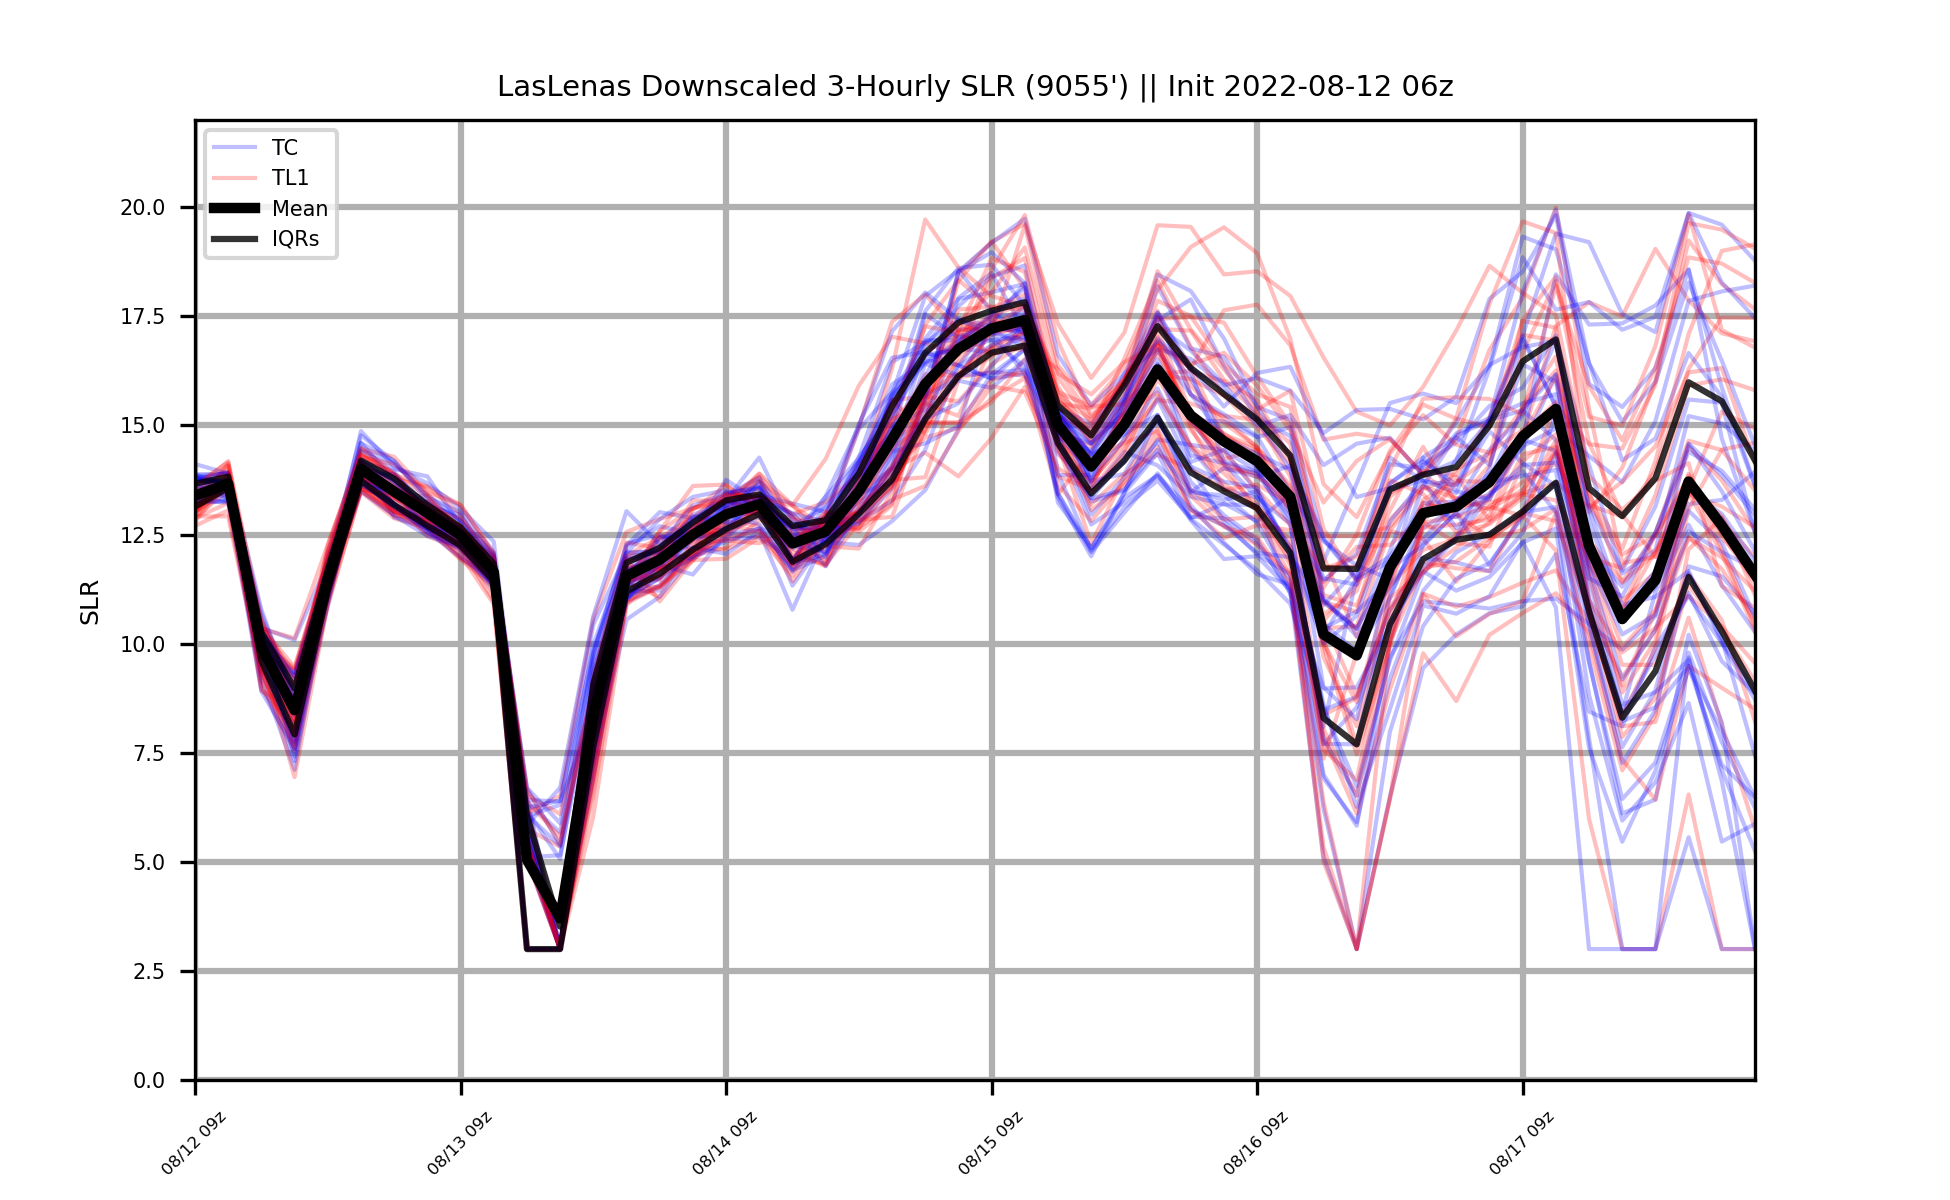 LasLenas Downscaled 3-Hourly SLR (9055') || Init 2022-08-12 06z
TC
TL1
Mean
IQRs
SLR
20.0
17.5
15.0
12.5
10.0
7.5
5.0
2.5
0.0
08/12 09z
08/13 09z
08/14 09z
08/15 09z
08/16 09z
08/17 09z